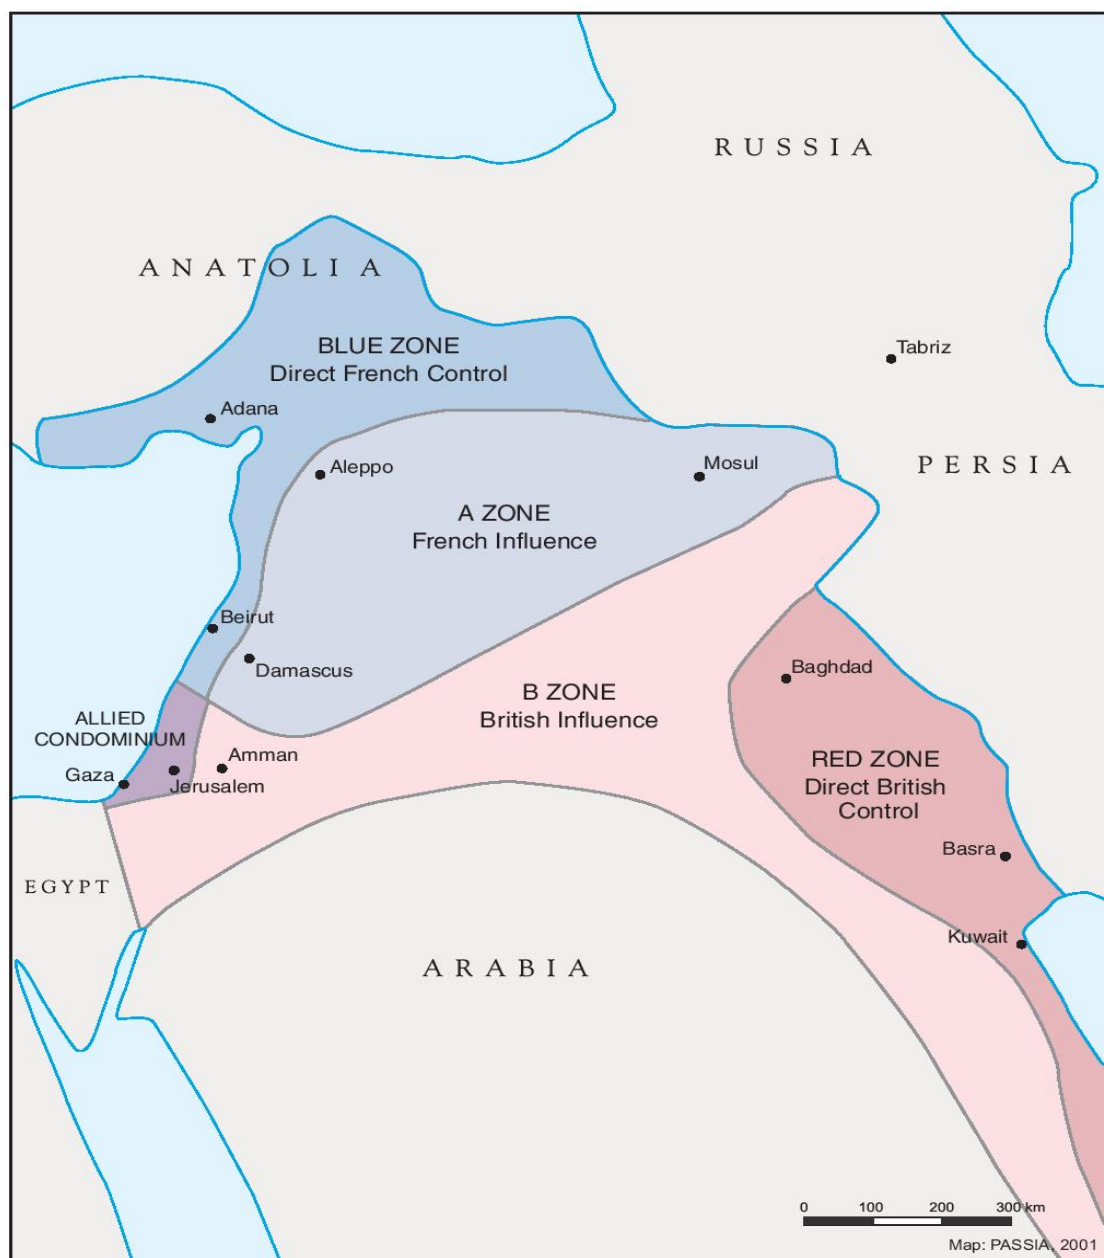 RUSSIA
ANATOLIA
BLUE ZONE
Direct French Control
Tabriz
Adana
Aleppo
Mosul
PERSIA
A ZONE
French Influence
Beirut
Damascus
Baghdad
B ZONE
British Influence
ALLIED
CONDOMINIUM
Amman
Gaza
Jerusalem
RED ZONE
Direct British
Control
Basra
EGYPT
Kuwait
ARABIA
0 100 200 300 km
Map: PASSIA, 2001